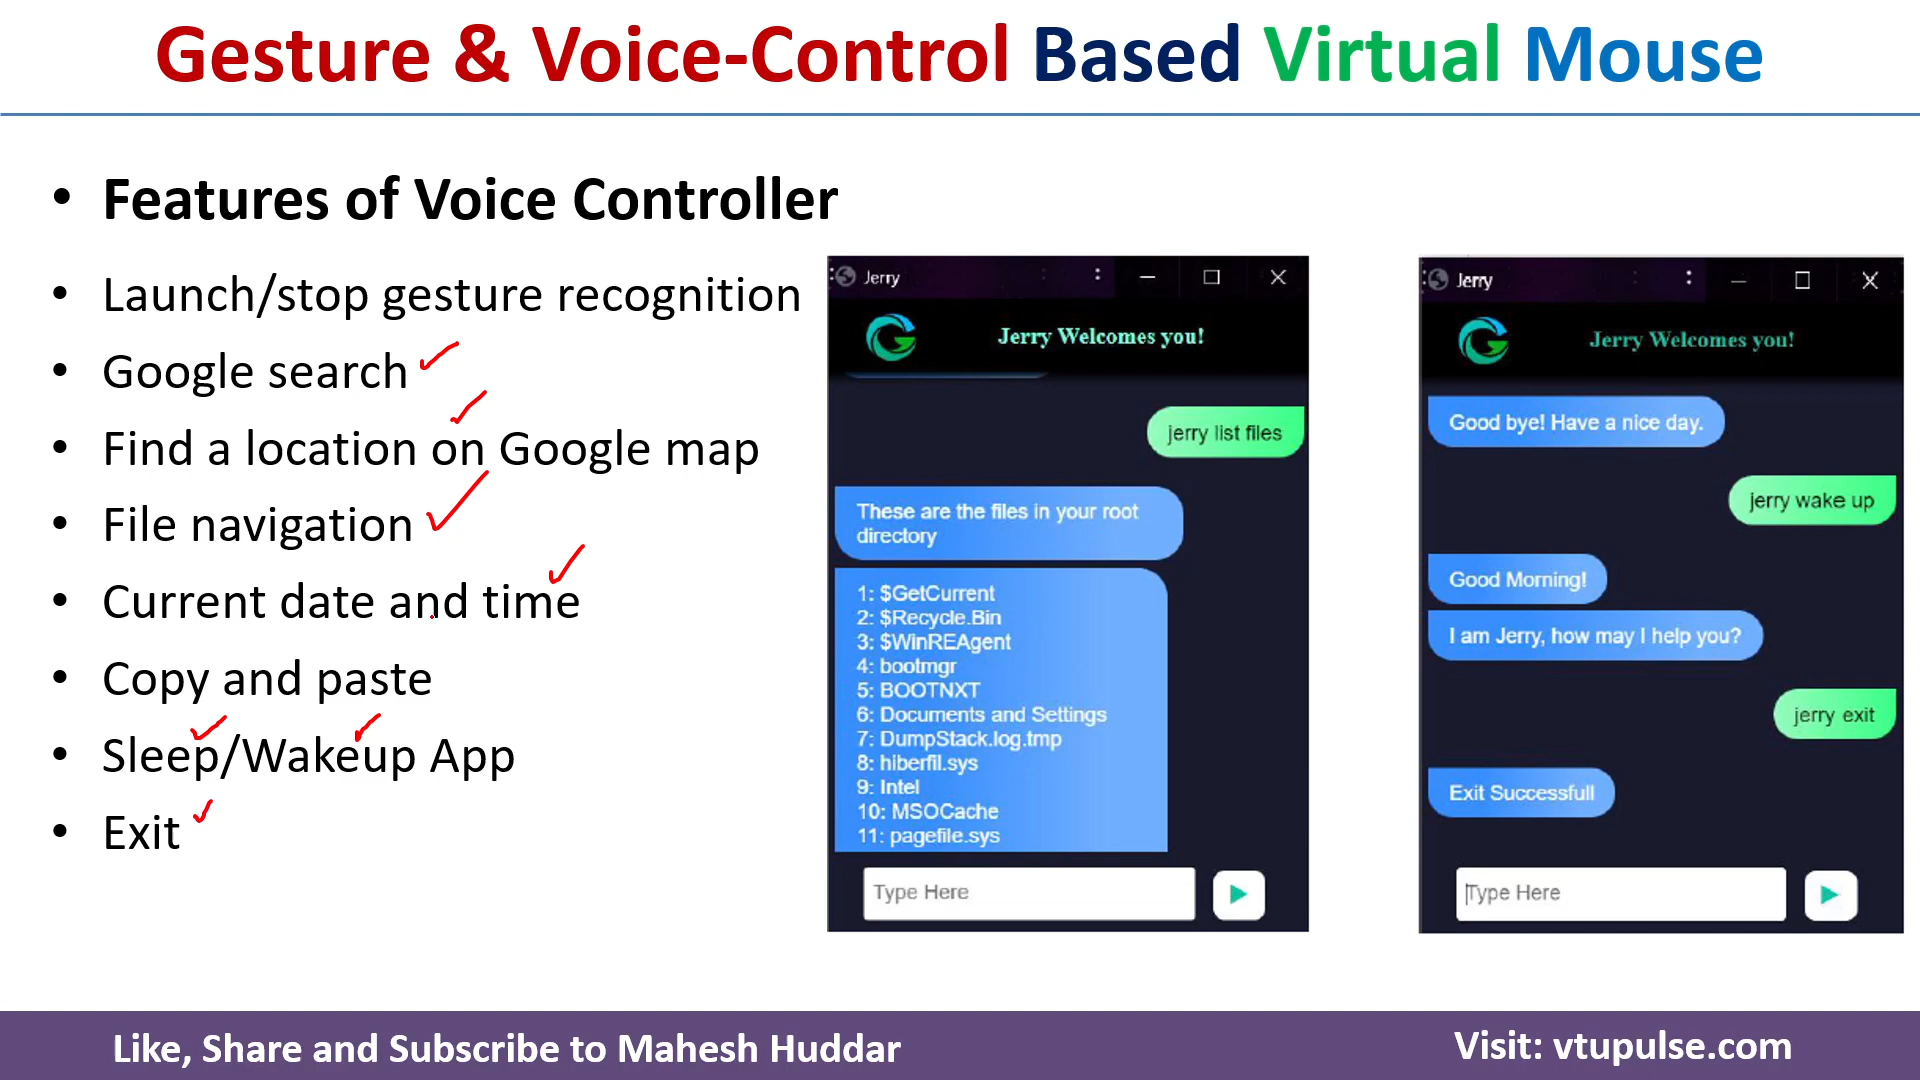 Gesture & Voice-Control Based Virtual Mouse
• Features of Voice Controller
• Launch/stop gesture recognition
• Google search
• Find a location on Google map
• File navigation
• Current date and time
• Copy and paste
• Sleep/Wakeup App
• Exit
Jerry
Jerry Welcomes you!
jerry list files
These are the files in your root
directory
1: $GetCurrent
2: $Recycle.Bin
3: $WinREAgent
4: bootmgr
5: BOOTNXT
6: Documents and Settings
7: DumpStack.log.tmp
8: hiberfil.sys
9: Intel
10: MSOCache
11: pagefile.sys
Type Here
Jerry
Jerry Welcomes you!
Good bye! Have a nice day.
jerry wake up
Good Morning!
I am Jerry, how may I help you?
jerry exit
Exit Successfull
Type Here
Like, Share and Subscribe to Mahesh Huddar
Visit: vtupulse.com